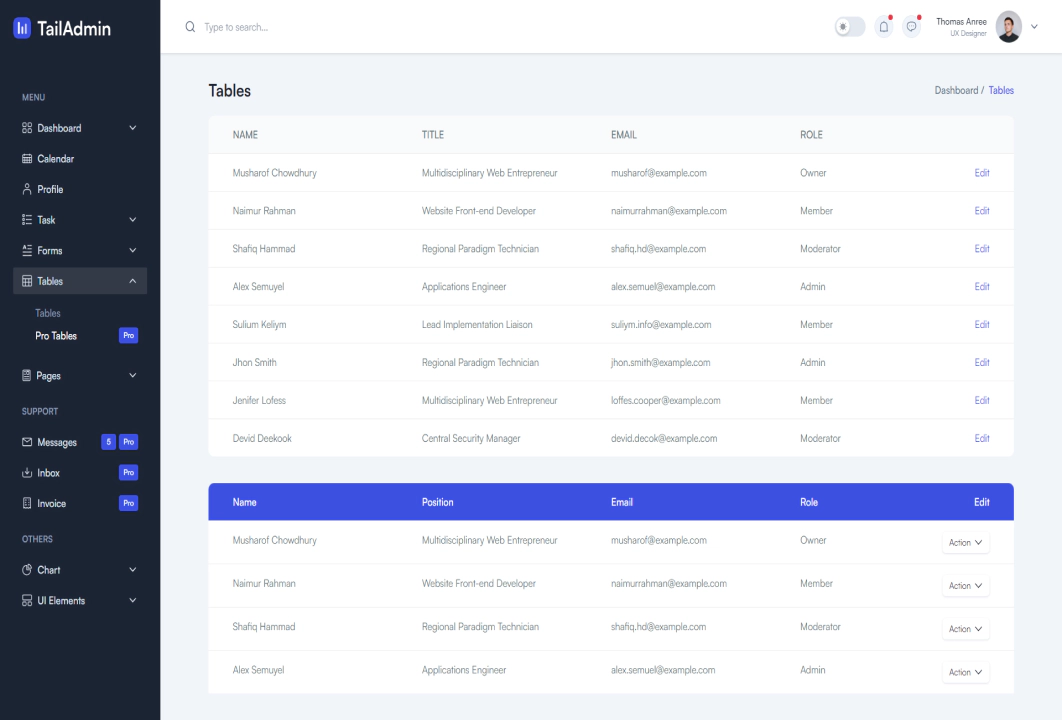 TailAdmin
Type to search...
Thomas Anree
UX Designer
MENU
Dashboard
Calendar
Profile
Task
Forms
Tables
Tables
Pro Tables Pro
Pages
SUPPORT
Messages 5 Pro
Inbox Pro
Invoice Pro
OTHERS
Chart
UI Elements
Tables
Dashboard / Tables
NAME TITLE EMAIL ROLE
Musharof Chowdhury Multidisciplinary Web Entrepreneur musharof@example.com Owner Edit
Naimur Rahman Website Front-end Developer naimurrahman@example.com Member Edit
Shafiq Hammad Regional Paradigm Technician shafiq.hd@example.com Moderator Edit
Alex Semuyel Applications Engineer alex.semuel@example.com Admin Edit
Sulium Keliym Lead Implementation Liaison suliym.info@example.com Member Edit
Jhon Smith Regional Paradigm Technician jhon.smith@example.com Admin Edit
Jenifer Lofess Multidisciplinary Web Entrepreneur loffes.cooper@example.com Member Edit
Devid Deekook Central Security Manager devid.decok@example.com Moderator Edit
Name Position Email Role Edit
Musharof Chowdhury Multidisciplinary Web Entrepreneur musharof@example.com Owner Action
Naimur Rahman Website Front-end Developer naimurrahman@example.com Member Action
Shafiq Hammad Regional Paradigm Technician shafiq.hd@example.com Moderator Action
Alex Semuyel Applications Engineer alex.semuel@example.com Admin Action